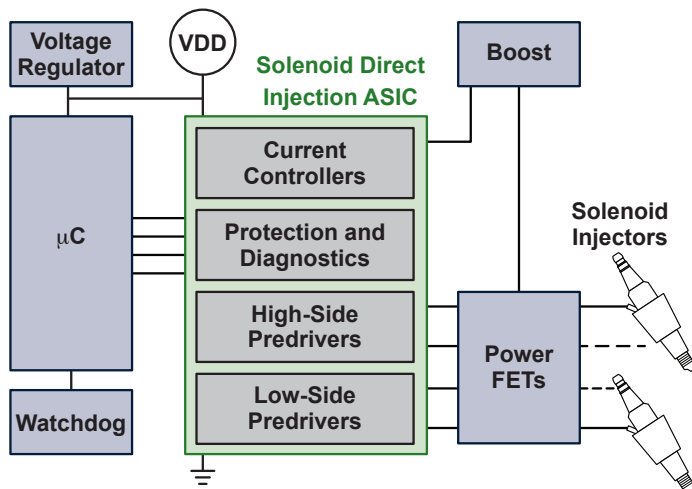 Voltage
Regulator
VDD
Solenoid Direct
Injection ASIC
Boost
Current
Controllers
μC
Protection and
Diagnostics
Solenoid
Injectors
High-Side
Predrivers
Power
FETs
Low-Side
Predrivers
Watchdog